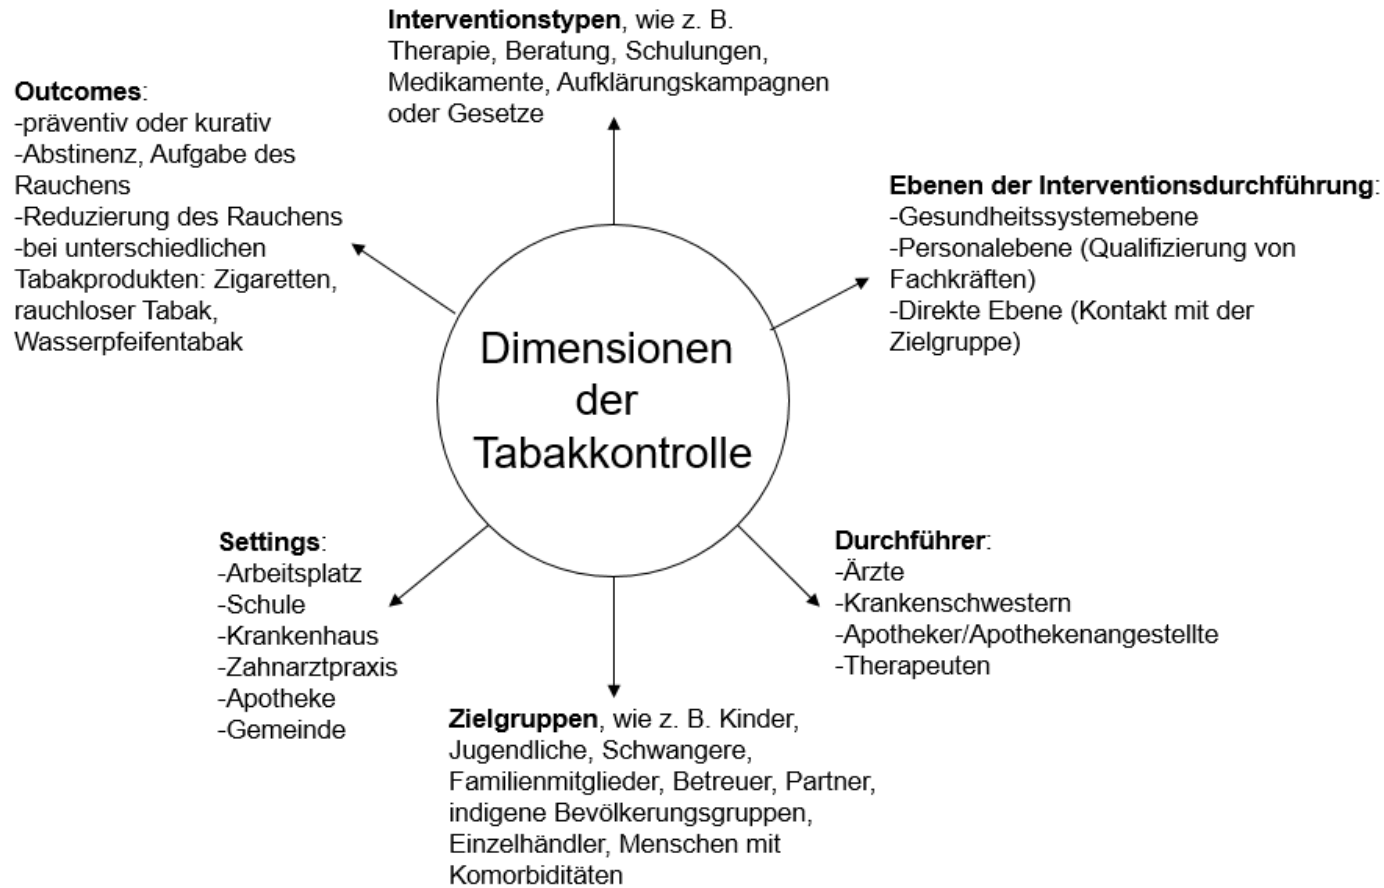 Interventionstypen, wie z. B.
Therapie, Beratung, Schulungen,
Medikamente, Aufklärungskampagnen
oder Gesetze
Outcomes:
-präventiv oder kurativ
-Abstinenz, Aufgabe des
Rauchens
-Reduzierung des Rauchens
-bei unterschiedlichen
Tabakprodukten: Zigaretten,
rauchloser Tabak,
Wasserpfeifentabak
Ebenen der Interventionsdurchführung:
-Gesundheitssystemebene
-Personalebene (Qualifizierung von
Fachkräften)
-Direkte Ebene (Kontakt mit der
Zielgruppe)
Dimensionen
der
Tabakkontrolle
Settings:
-Arbeitsplatz
-Schule
-Krankenhaus
-Zahnarztpraxis
-Apotheke
-Gemeinde
Durchführer:
-Ärzte
-Krankenschwestern
-Apotheker/Apothekenangestellte
-Therapeuten
Zielgruppen, wie z. B. Kinder,
Jugendliche, Schwangere,
Familienmitglieder, Betreuer, Partner,
indigene Bevölkerungsgruppen,
Einzelhändler, Menschen mit
Komorbiditäten